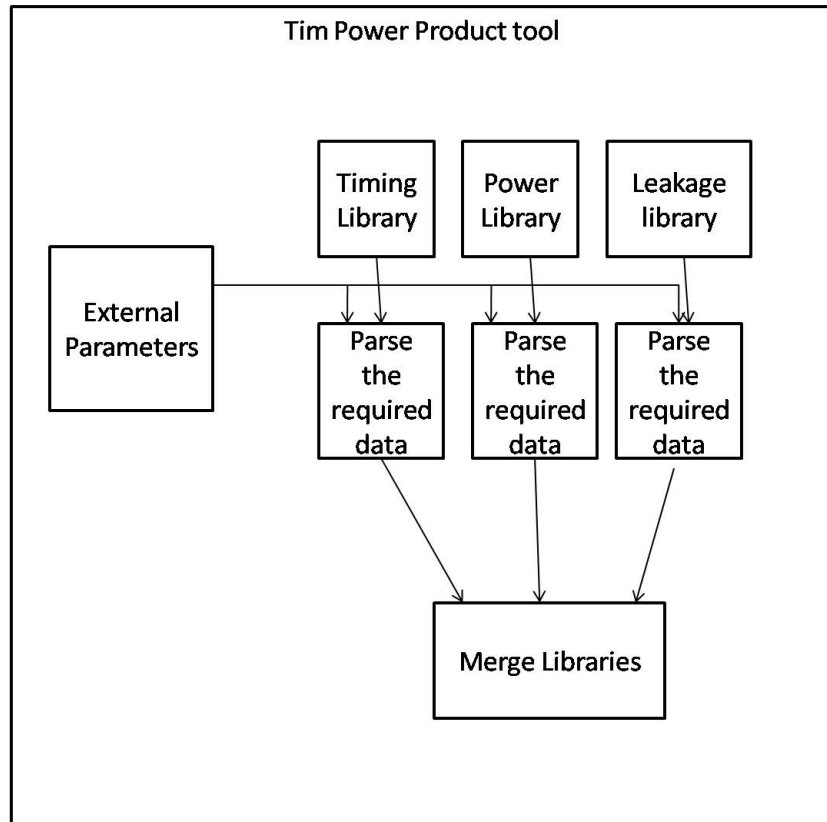 Tim Power Product tool
Timing
Library
Power
Library
Leakage
library
External
Parameters
Parse
the
required
data
Parse
the
required
data
Parse
the
required
data
Merge Libraries